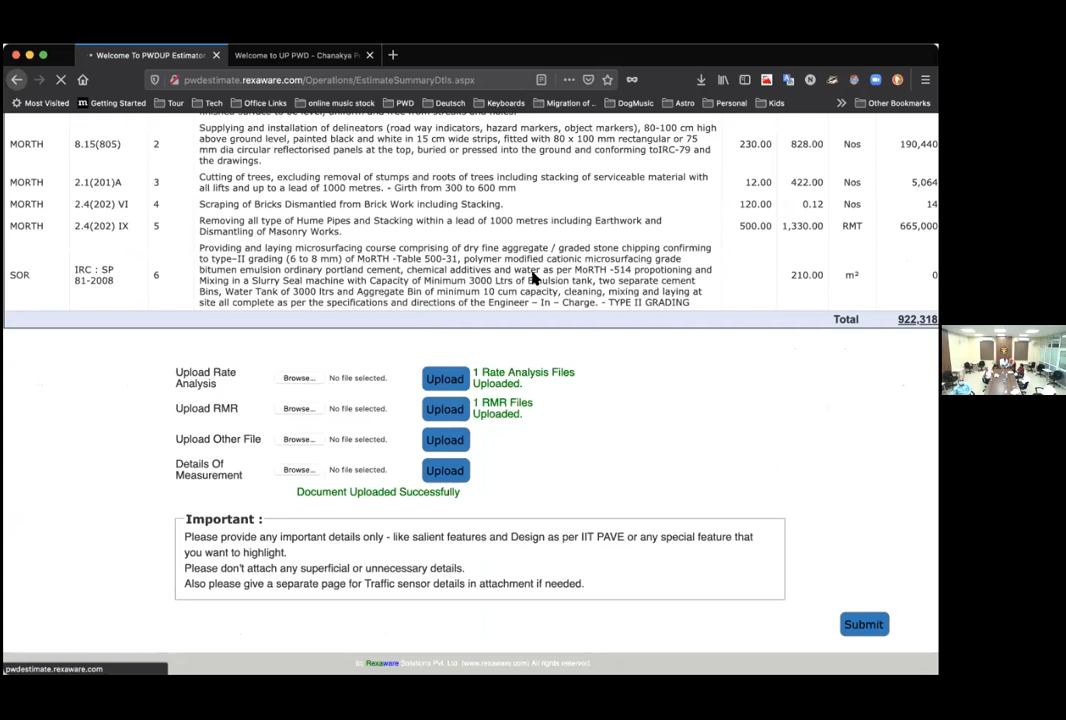 Welcome To PWDUP Estimator
Welcome to UP PWD - Chanakya P
pwdestimate.rexaware.com/Operations/EstimateSummaryDtls.aspx
Most Visited Getting Started Tour Tech Office Links online music stock PWD Deutsch Keyboards Migration of .. DogMusic Astro Personal Kids Other Bookmarks
Supplying and installation of delineators (road way indicators, hazard markers, object markers), 80-100 cm high
MORTH 8.15(805) 2 above ground level, painted black and white in 15 cm wide strips, fitted with 80 x 100 mm rectangular or 75 230.00 828.00 Nos 190,440
mm dia circular reflectorised panels at the top, buried or pressed into the ground and conforming toIRC-79 and
the drawings.
MORTH 2.1(201)A 3 Cutting of trees, excluding removal of stumps and roots of trees including stacking of serviceable material with 12.00 422.00 Nos 5,064
all lifts and up to a lead of 1000 metres. - Girth from 300 to 600 mm
MORTH 2.4(202) VI 4 Scraping of Bricks Dismantled from Brick Work including Stacking. 120.00 0.12 Nos 14
MORTH 2.4(202) IX 5 Removing all type of Hume Pipes and Stacking within a lead of 1000 metres including Earthwork and 500.00 1,330.00 RMT 665,000
Dismantling of Masonry Works.
Providing and laying microsurfacing course comprising of dry fine aggregate / graded stone chipping confirming
to type–II grading (6 to 8 mm) of MoRTH -Table 500-31, polymer modified cationic microsurfacing grade
SOR IRC : SP 81-2008 6 bitumen emulsion ordinary portland cement, chemical additives and water as per MoRTH -514 propotioning and 210.00 m² 0
Mixing in a Slurry Seal machine with Capacity of Minimum 3000 Ltrs of Emulsion tank, two separate cement
Bins, Water Tank of 3000 ltrs and Aggregate Bin of minimum 10 cum capacity, cleaning, mixing and laying at
site all complete as per the specifications and directions of the Engineer – In – Charge. - TYPE II GRADING
Total 922,318
Upload Rate Analysis Browse... No file selected. Upload 1 Rate Analysis Files Uploaded.
Upload RMR Browse... No file selected. Upload 1 RMR Files Uploaded.
Upload Other File Browse... No file selected. Upload
Details Of Measurement Browse... No file selected. Upload
Document Uploaded Successfully
Important :
Please provide any important details only - like salient features and Design as per IIT PAVE or any special feature that
you want to highlight.
Please don't attach any superficial or unnecessary details.
Also please give a separate page for Traffic sensor details in attachment if needed.
Submit
(c) Rexaware Solutions Pvt. Ltd. (www.rexaware.com) All rights reserved.
pwdestimate.rexaware.com